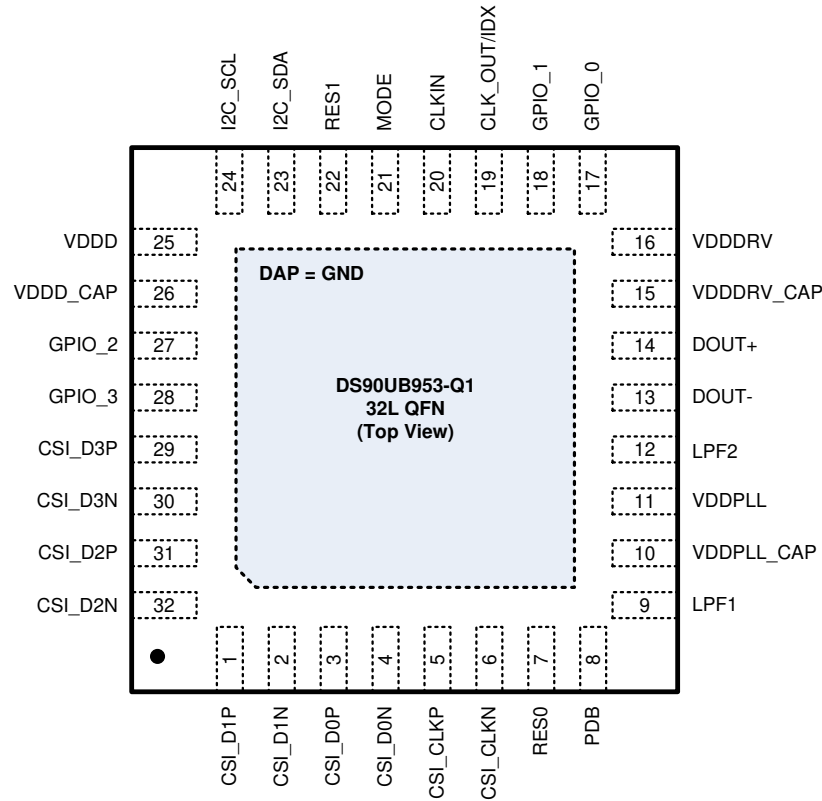 I2C_SCL
I2C_SDA
RES1
MODE
CLKIN
CLK_OUT/IDX
GPIO_1
GPIO_0
24
23
22
21
20
19
18
17
VDDD 25
VDDD_CAP 26
GPIO_2 27
GPIO_3 28
CSI_D3P 29
CSI_D3N 30
CSI_D2P 31
CSI_D2N 32
DAP = GND
DS90UB953-Q1
32L QFN
(Top View)
16 VDDDRV
15 VDDDRV_CAP
14 DOUT+
13 DOUT-
12 LPF2
11 VDDPLL
10 VDDPLL_CAP
9 LPF1
1
2
3
4
5
6
7
8
CSI_D1P
CSI_D1N
CSI_D0P
CSI_D0N
CSI_CLKP
CSI_CLKN
RES0
PDB